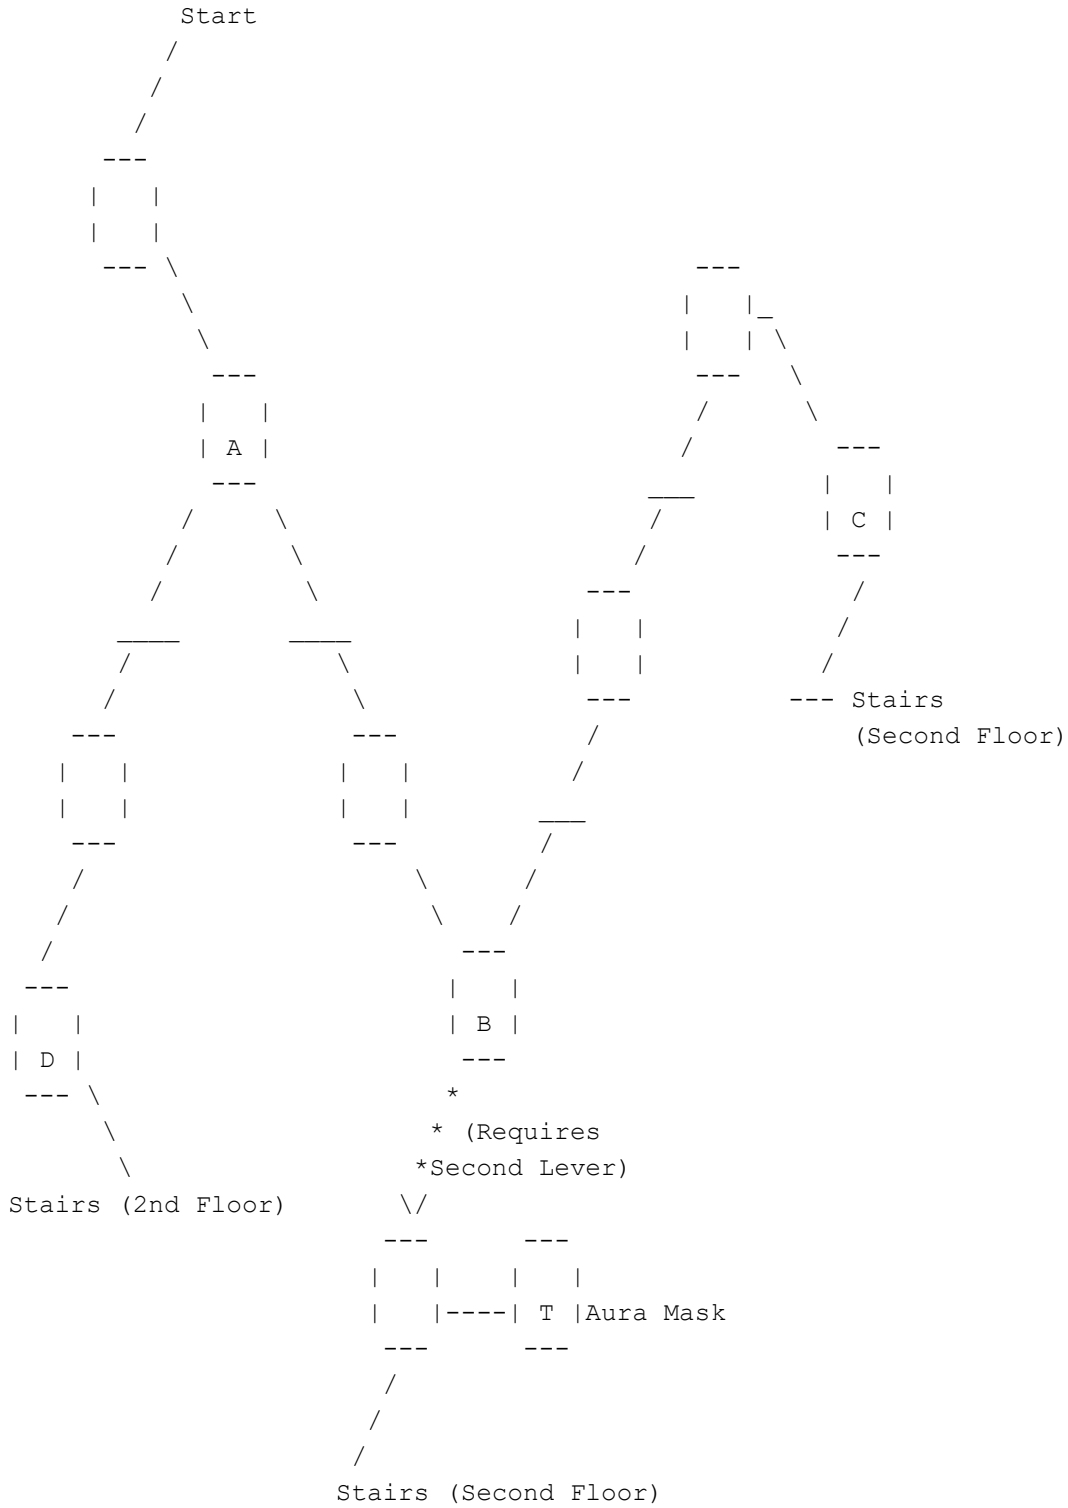 Start
A
C
Stairs
(Second Floor)
B
D
* (Requires
*Second Lever)
Stairs (2nd Floor)
T Aura Mask
Stairs (Second Floor)